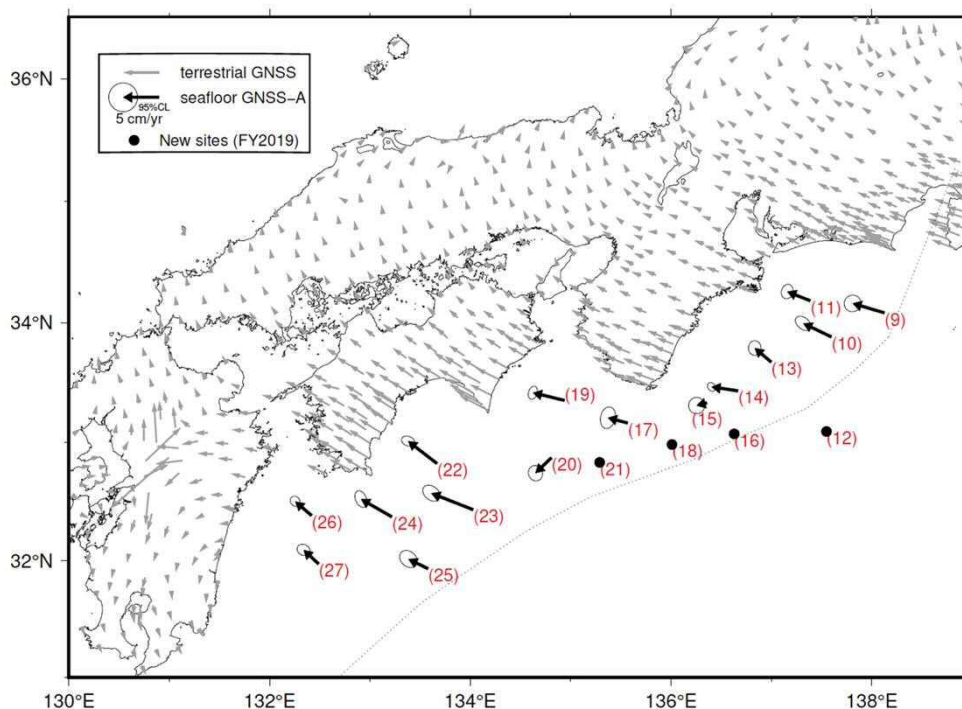 36°N
terrestrial GNSS
seafloor GNSS-A
95%CL
5 cm/yr
New sites (FY2019)
34°N
(11)
(9)
(10)
(13)
(14)
(19)
(15)
(17)
(18)
(16)
(12)
(20)
(21)
(22)
(23)
(24)
(26)
32°N
(27)
(25)
130°E
132°E
134°E
136°E
138°E